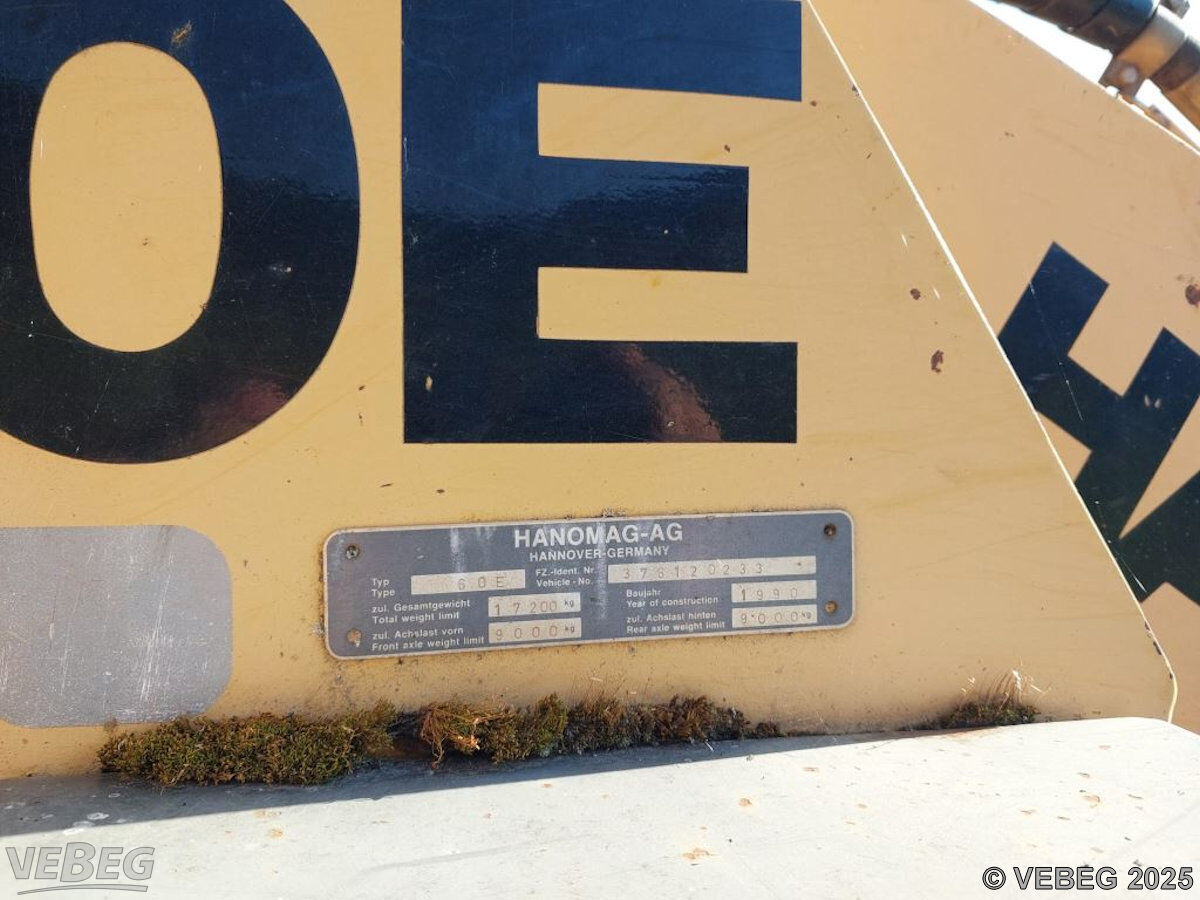 0E
HANOMAG-AG
HANNOVER-GERMANY
Typ
Type
60E
FZ.-Ident. Nr.
Vehicle - No.
373120233
zul. Gesamtgewicht
Total weight limit
17200 kg
Baujahr
Year of construction
1990
zul. Achslast vorn
Front axle weight limit
9000 kg
zul. Achslast hinten
Rear axle weight limit
9000 kg
VEBEG
© VEBEG 2025